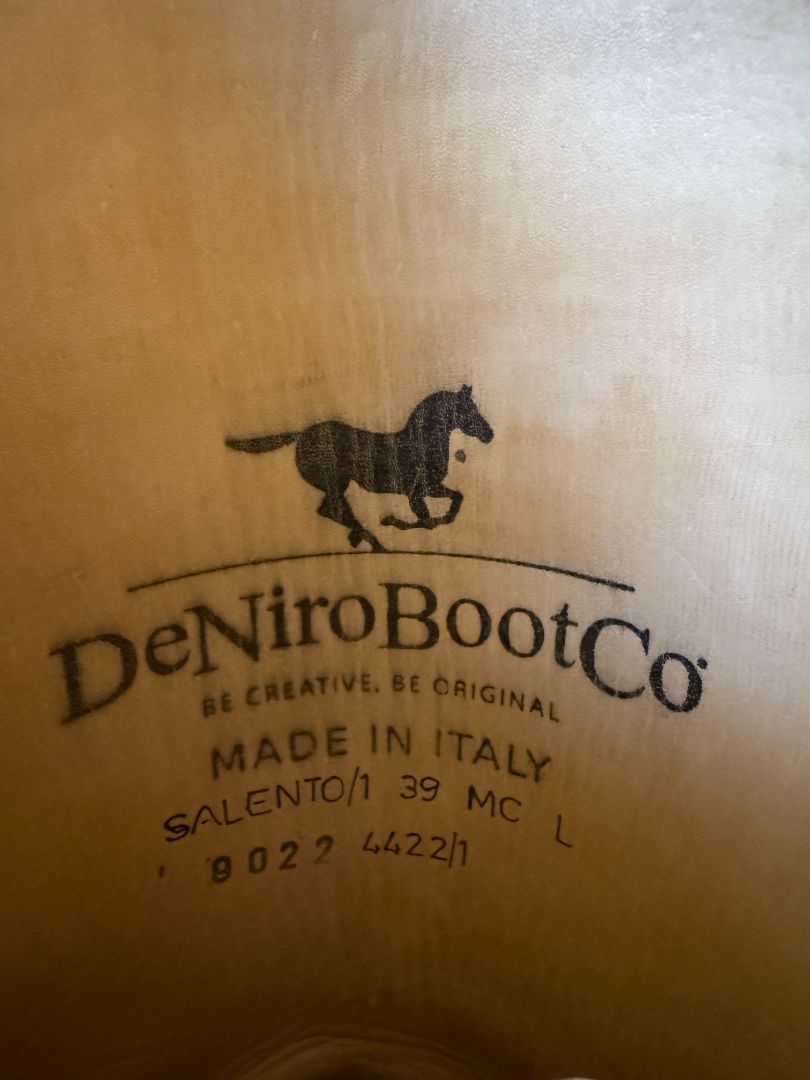 DeNiroBootCo
BE CREATIVE. BE ORIGINAL
MADE IN ITALY
SALENTO/1 39 MC L
9022 4422/1